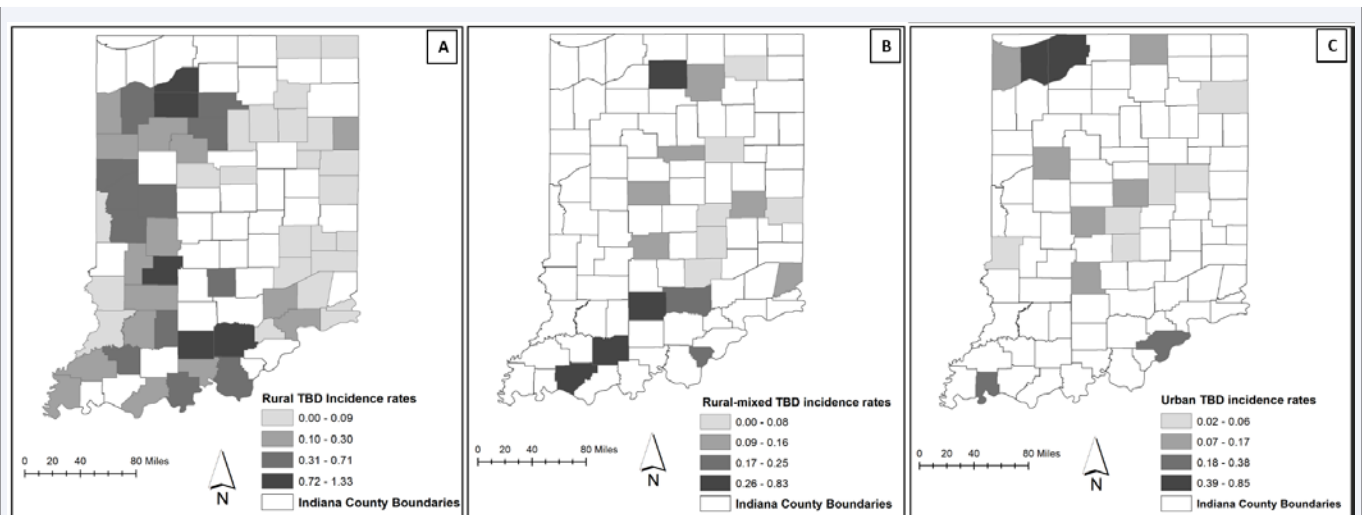 A
Rural TBD Incidence rates
0.00 - 0.09
0.10 - 0.30
0.31 - 0.71
0.72 - 1.33
Indiana County Boundaries
0 20 40 80 Miles
N
B
Rural-mixed TBD incidence rates
0.00 - 0.08
0.09 - 0.16
0.17 - 0.25
0.26 - 0.83
Indiana County Boundaries
0 20 40 80 Miles
N
C
Urban TBD incidence rates
0.02 - 0.06
0.07 - 0.17
0.18 - 0.38
0.39 - 0.85
Indiana County Boundaries
0 20 40 80 Miles
N